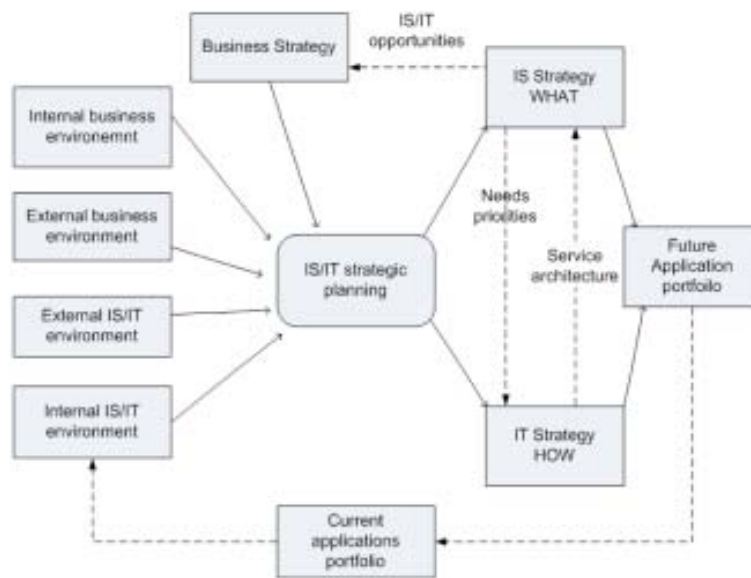 IS/IT
opportunities
Business Strategy
IS Strategy
WHAT
Internal business
environemnt
External business
environment
Needs
priorities
IS/IT strategic
planning
Service
architecture
Future
Application
portfoilo
External IS/IT
environment
Internal IS/IT
environment
IT Strategy
HOW
Current
applications
portfolio